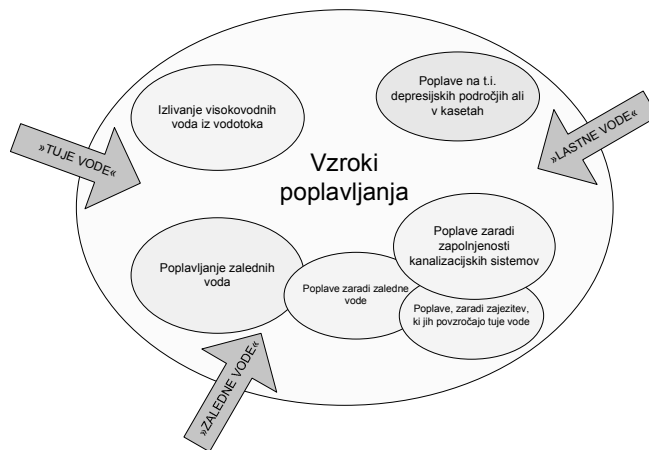 Izlivanje visokovodnih
voda iz vodotoka
Poplave na t.i.
depresijskih področjih ali
v kasetah
»TUJE VODE«
»LASTNE VODE«
Vzroki
poplavljanja
Poplavljanje zalednih
voda
Poplave zaradi zaledne
vode
Poplave zaradi
zapolnjenosti
kanalizacijskih sistemov
Poplave, zaradi zajezitev,
ki jih povzročajo tuje vode
»ZALEDNE VODE«